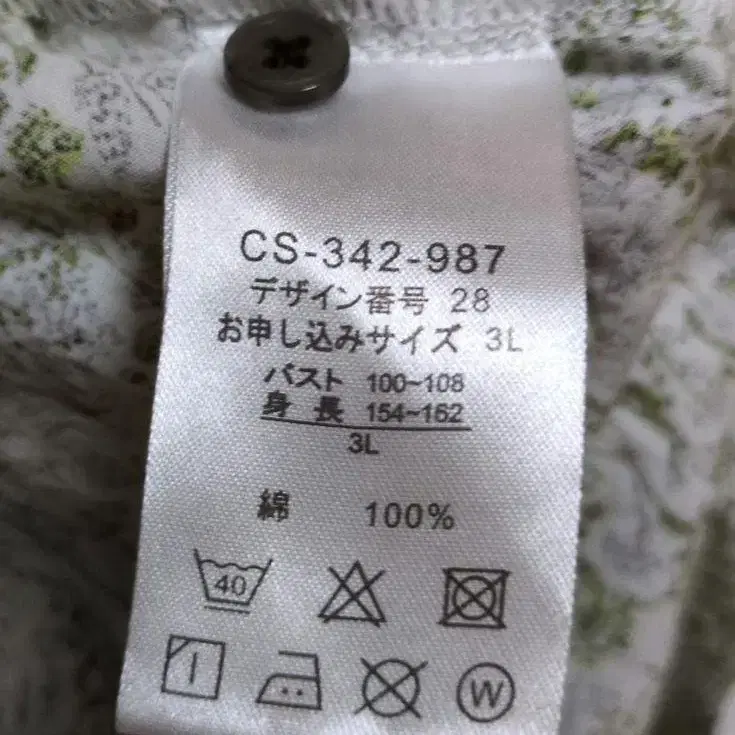 CS-342-987
デザイン番号 28
お申し込みサイズ 3L
バスト 100~108
身長 154~162
3L
綿 100%
40
W